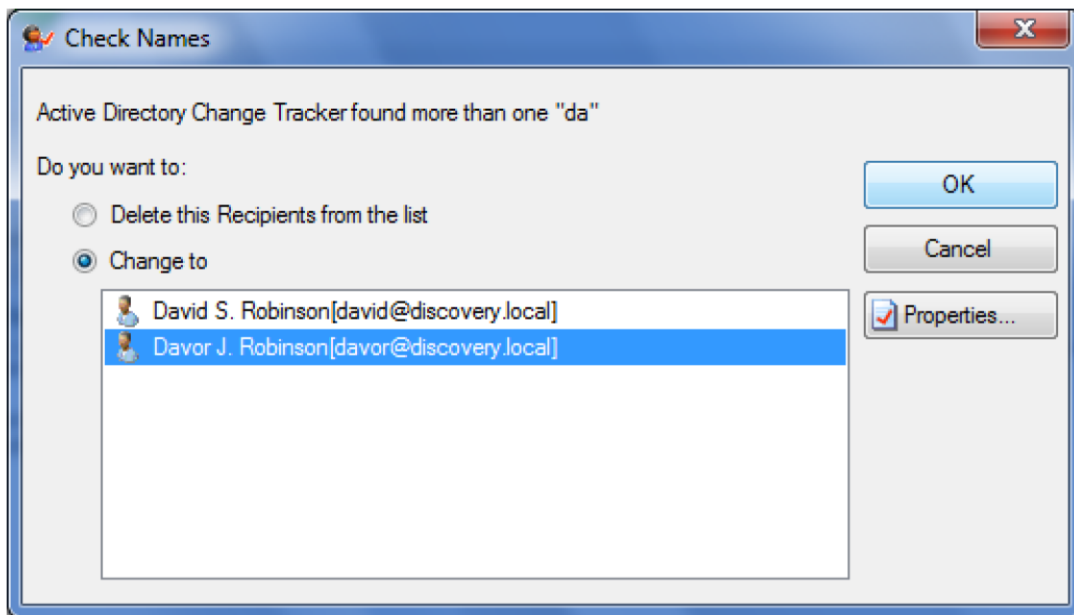 Check Names
Active Directory Change Tracker found more than one "da"
Do you want to:
Delete this Recipients from the list
Change to
David S. Robinson[david@discovery.local]
Davor J. Robinson[davor@discovery.local]
OK
Cancel
Properties...